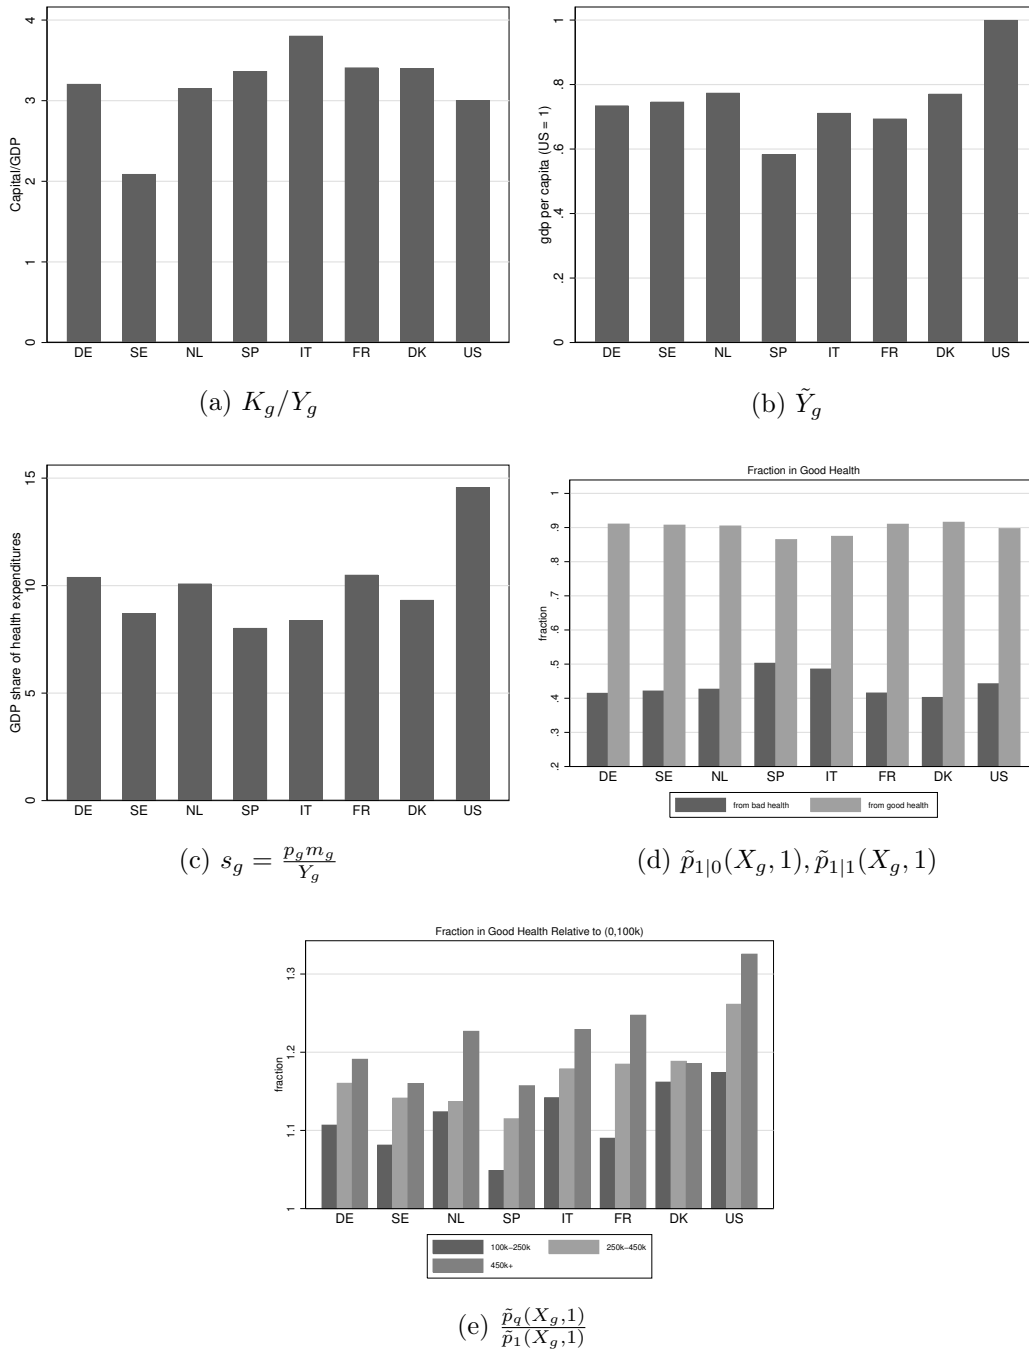 Capital/GDP
4
3
2
1
0
DE SE NL SP IT FR DK US
(a) K_g/Y_g
gdp per capita (US = 1)
1
.8
.6
.4
.2
0
DE SE NL SP IT FR DK US
(b) Ỹ_g
GDP share of health expenditures
15
10
5
0
DE SE NL SP IT FR DK US
(c) s_g = p_g m_g / Y_g
Fraction in Good Health
fraction
1
.9
.8
.7
.6
.5
.4
.3
.2
DE SE NL SP IT FR DK US
from bad health from good health
(d) p̃_{1|0}(X_g, 1), p̃_{1|1}(X_g, 1)
Fraction in Good Health Relative to (0,100k)
fraction
1.3
1.2
1.1
1
DE SE NL SP IT FR DK US
100k−250k 250k−450k
450k+
(e) p̃_q(X_g,1) / p̃_1(X_g,1)